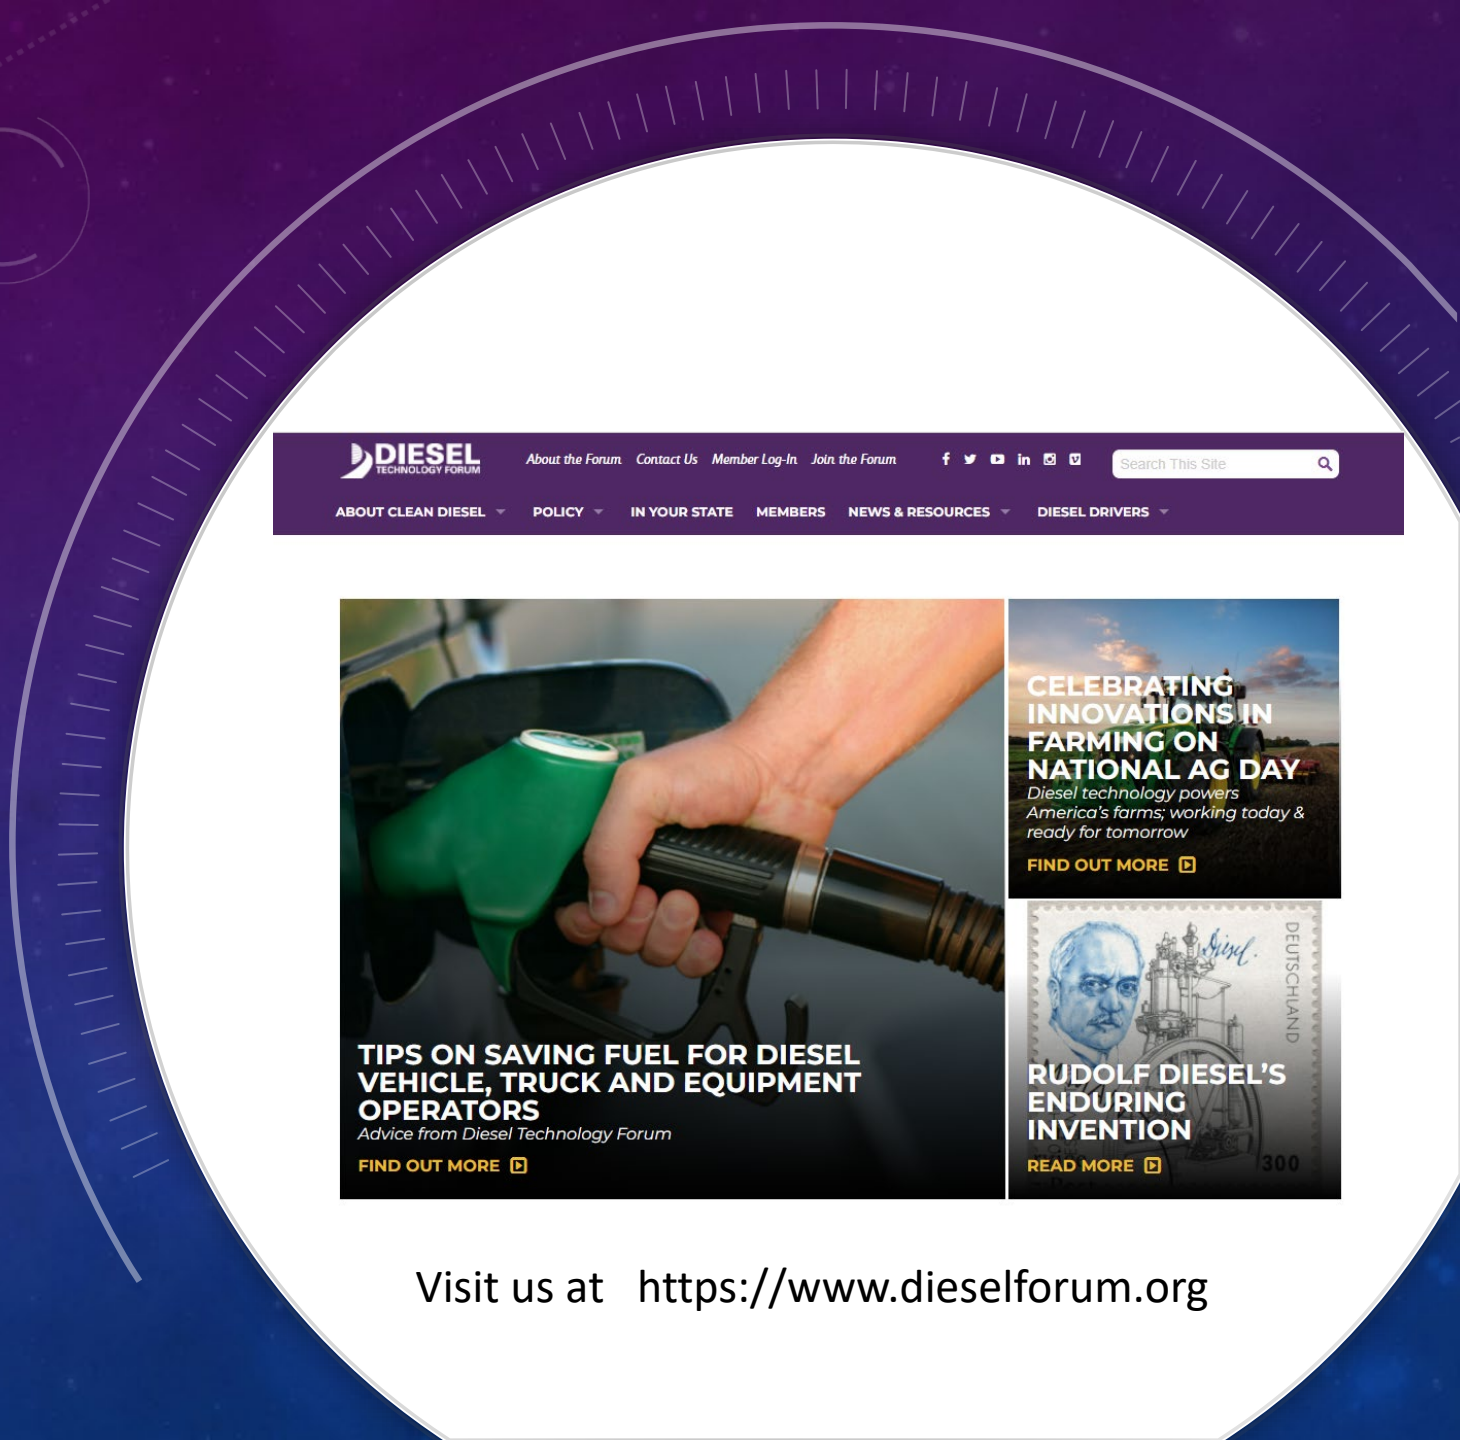 DIESEL
TECHNOLOGY FORUM
About the Forum Contact Us Member Log-In Join the Forum
Search This Site
ABOUT CLEAN DIESEL POLICY IN YOUR STATE MEMBERS NEWS & RESOURCES DIESEL DRIVERS
TIPS ON SAVING FUEL FOR DIESEL
VEHICLE, TRUCK AND EQUIPMENT
OPERATORS
Advice from Diesel Technology Forum
FIND OUT MORE
CELEBRATING
INNOVATIONS IN
FARMING ON
NATIONAL AG DAY
Diesel technology powers
America's farms; working today &
ready for tomorrow
FIND OUT MORE
Diesel.
DEUTSCHLAND
RUDOLF DIESEL'S
ENDURING
INVENTION
READ MORE
300
Visit us at https://www.dieselforum.org